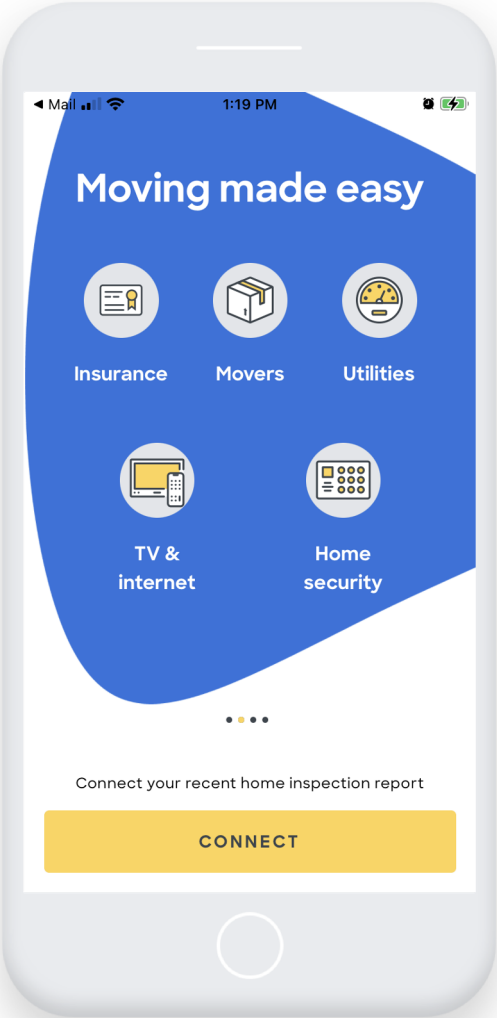 Mail 1:19 PM
Moving made easy
Insurance Movers Utilities
TV & Home
internet security
Connect your recent home inspection report
CONNECT